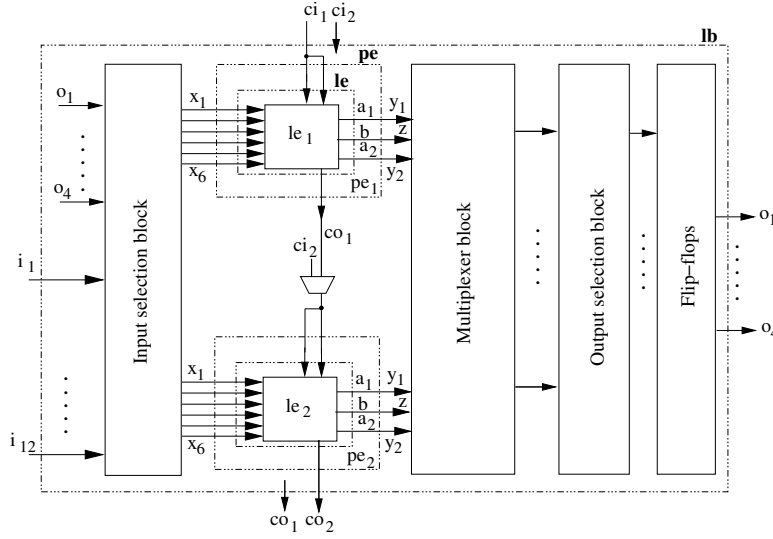 ci1 ci2
lb
pe
le
o1
x1
le1
a1 y1
b z
a2 y2
x6
pe1
o4
co1
ci2
i1
Input selection block
Multiplexer block
Output selection block
Flip-flops
o1
o4
x1
le2
a1 y1
b z
a2 y2
x6
pe2
i12
co1 co2